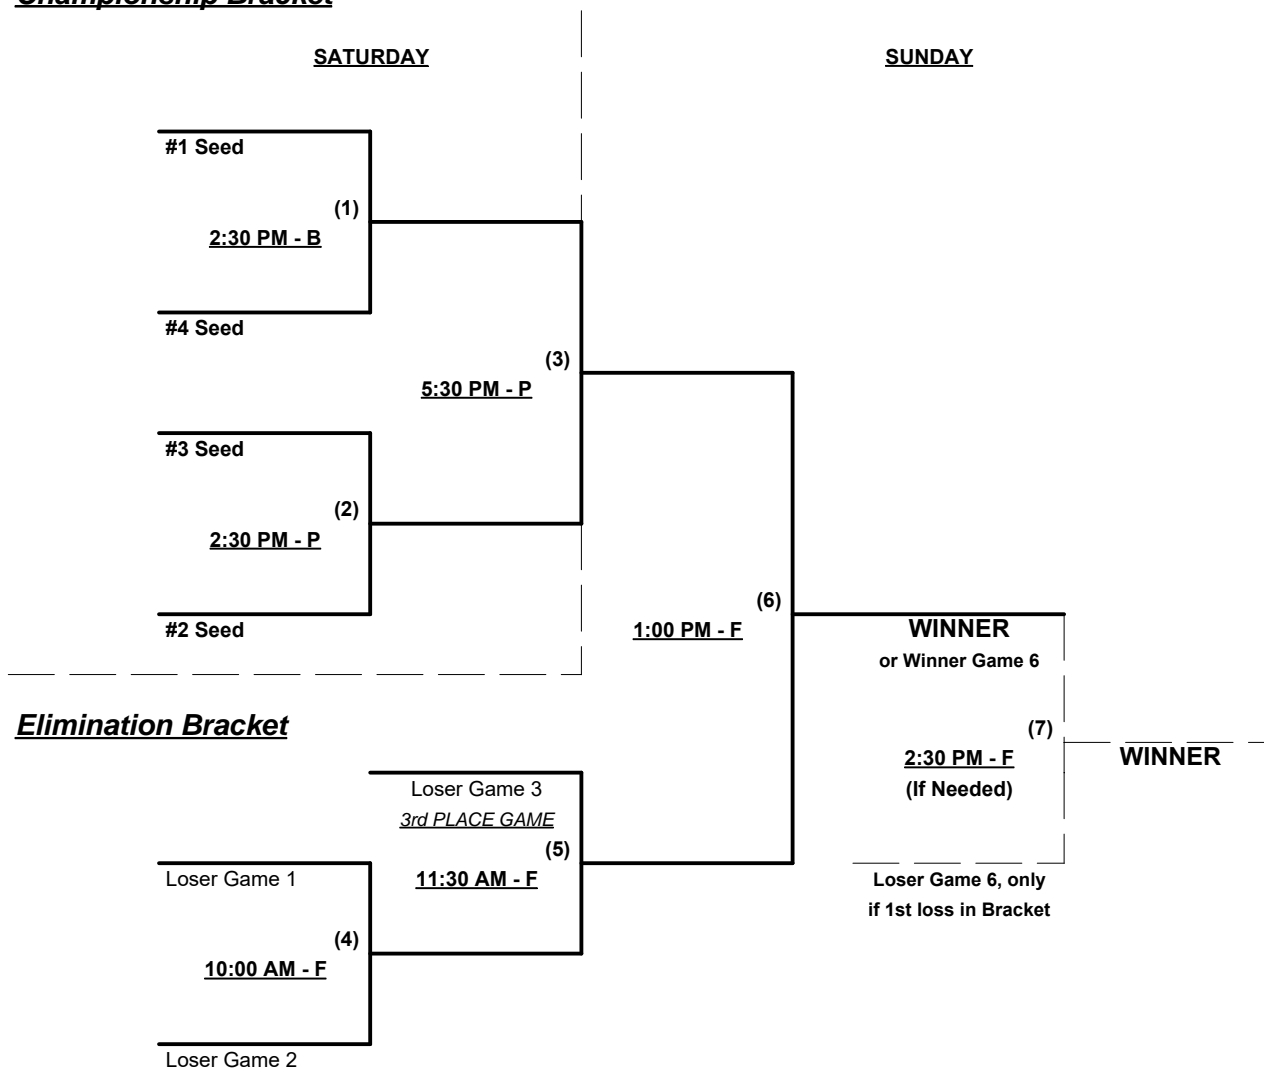 Championship Bracket
SATURDAY
SUNDAY
#1 Seed
(1)
2:30 PM - B
#4 Seed
(3)
5:30 PM - P
#3 Seed
(2)
2:30 PM - P
#2 Seed
(6)
1:00 PM - F
WINNER
or Winner Game 6
Elimination Bracket
(7)
2:30 PM - F
(If Needed)
WINNER
Loser Game 3
3rd PLACE GAME
(5)
11:30 AM - F
Loser Game 1
Loser Game 6, only
if 1st loss in Bracket
(4)
10:00 AM - F
Loser Game 2